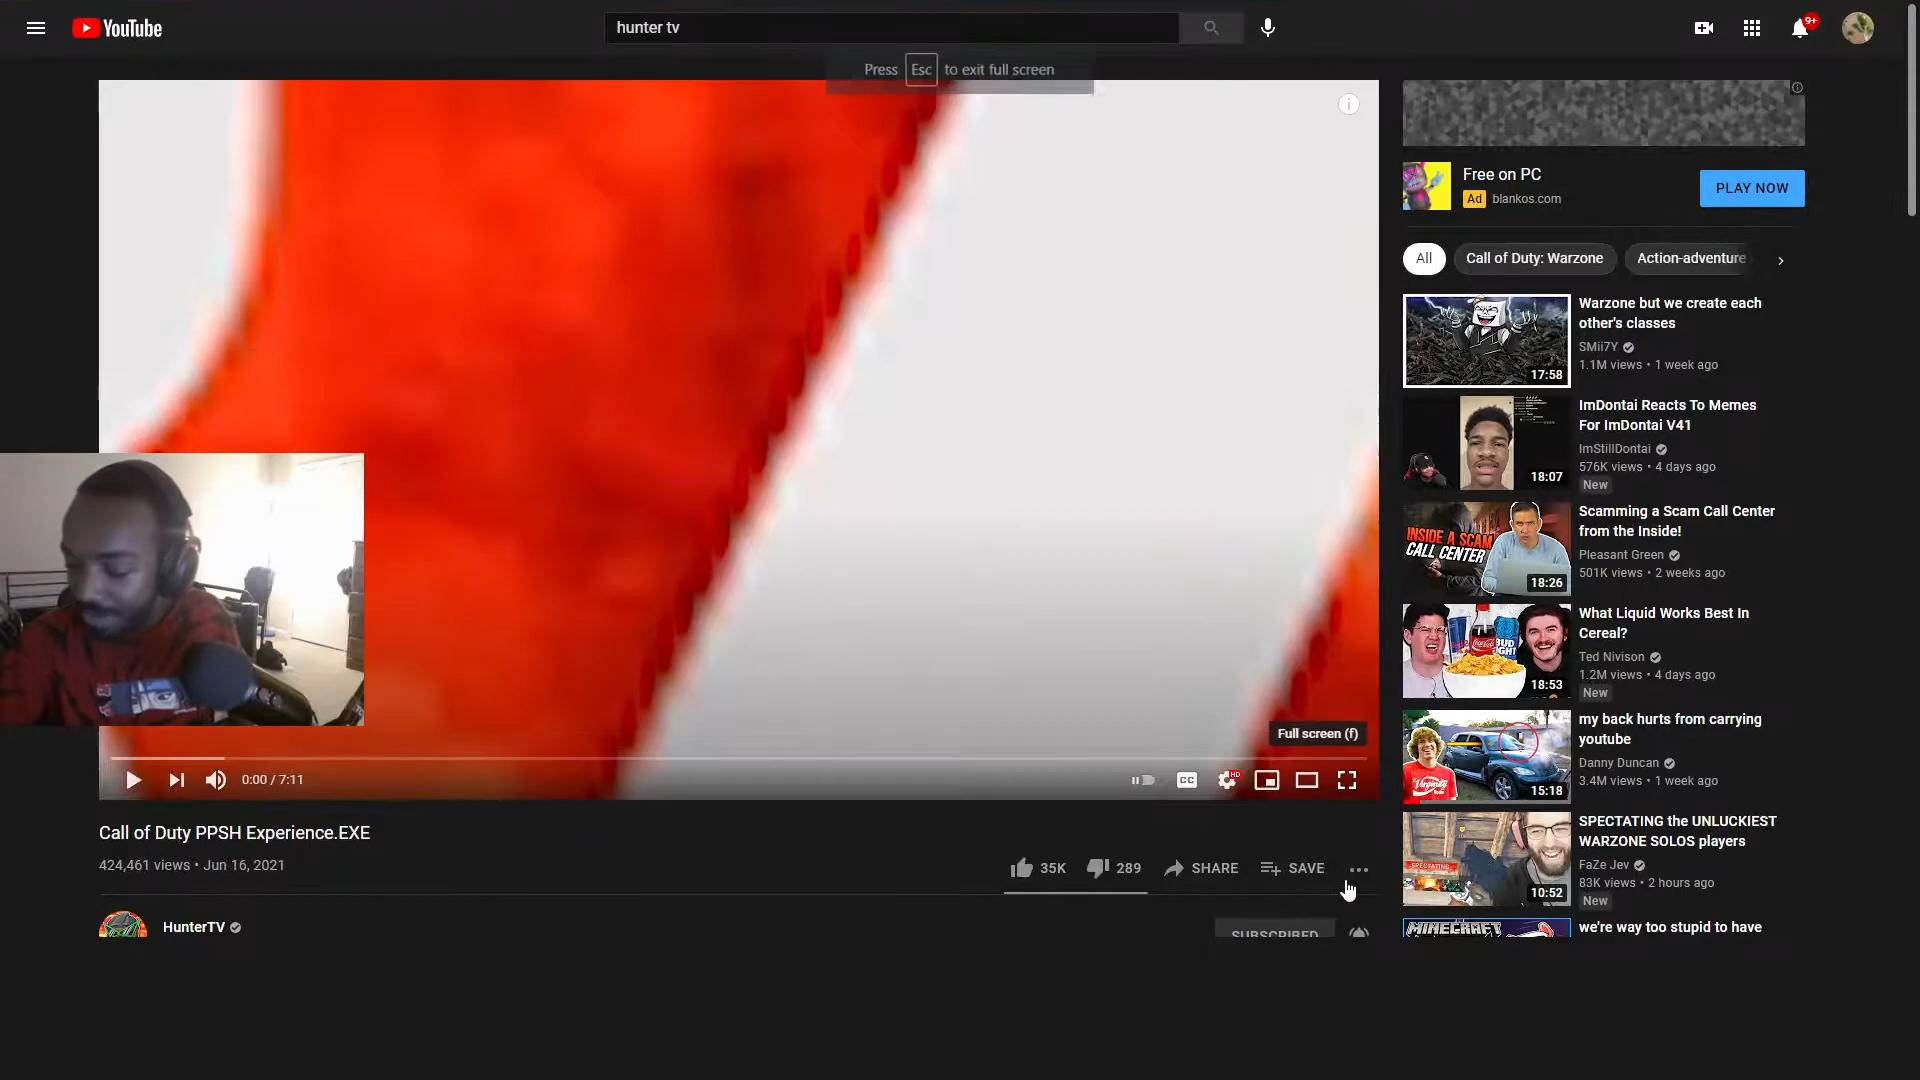 YouTube
hunter tv
9+
Press Esc to exit full screen
Free on PC
Ad blankos.com
PLAY NOW
All
Call of Duty: Warzone
Action-adventure
Warzone but we create each
other's classes
SMii7Y
1.1M views • 1 week ago
17:58
ImDontai Reacts To Memes
For ImDontai V41
ImStillDontai
576K views • 4 days ago
New
18:07
Scamming a Scam Call Center
from the Inside!
Pleasant Green
501K views • 2 weeks ago
INSIDE A SCAM
CALL CENTER
18:26
What Liquid Works Best In
Cereal?
Ted Nivison
1.2M views • 4 days ago
New
18:53
my back hurts from carrying
youtube
Danny Duncan
3.4M views • 1 week ago
15:18
SPECTATING the UNLUCKIEST
WARZONE SOLOS players
FaZe Jev
83K views • 2 hours ago
New
SPECTATING
10:52
MINECRAFT
we're way too stupid to have
Full screen (f)
0:00 / 7:11
CC
HD
Call of Duty PPSH Experience.EXE
424,461 views • Jun 16, 2021
35K
289
SHARE
SAVE
HunterTV
SUBSCRIBED